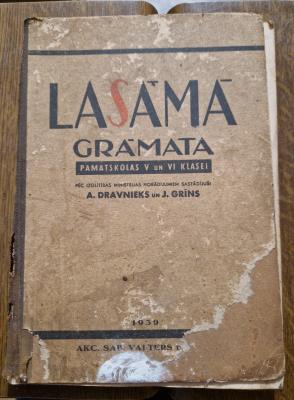 LASĀMĀ
GRĀMATA
PAMATSKOLAS V UN VI KLASEI
PĒC IZGLĪTĪBAS MINISTRIJAS NORĀDĪJUMIEM SASTĀDĪJUŠI
A. DRAVNIEKS UN J. GRĪNS
1939
AKC. SAB. VALTERS